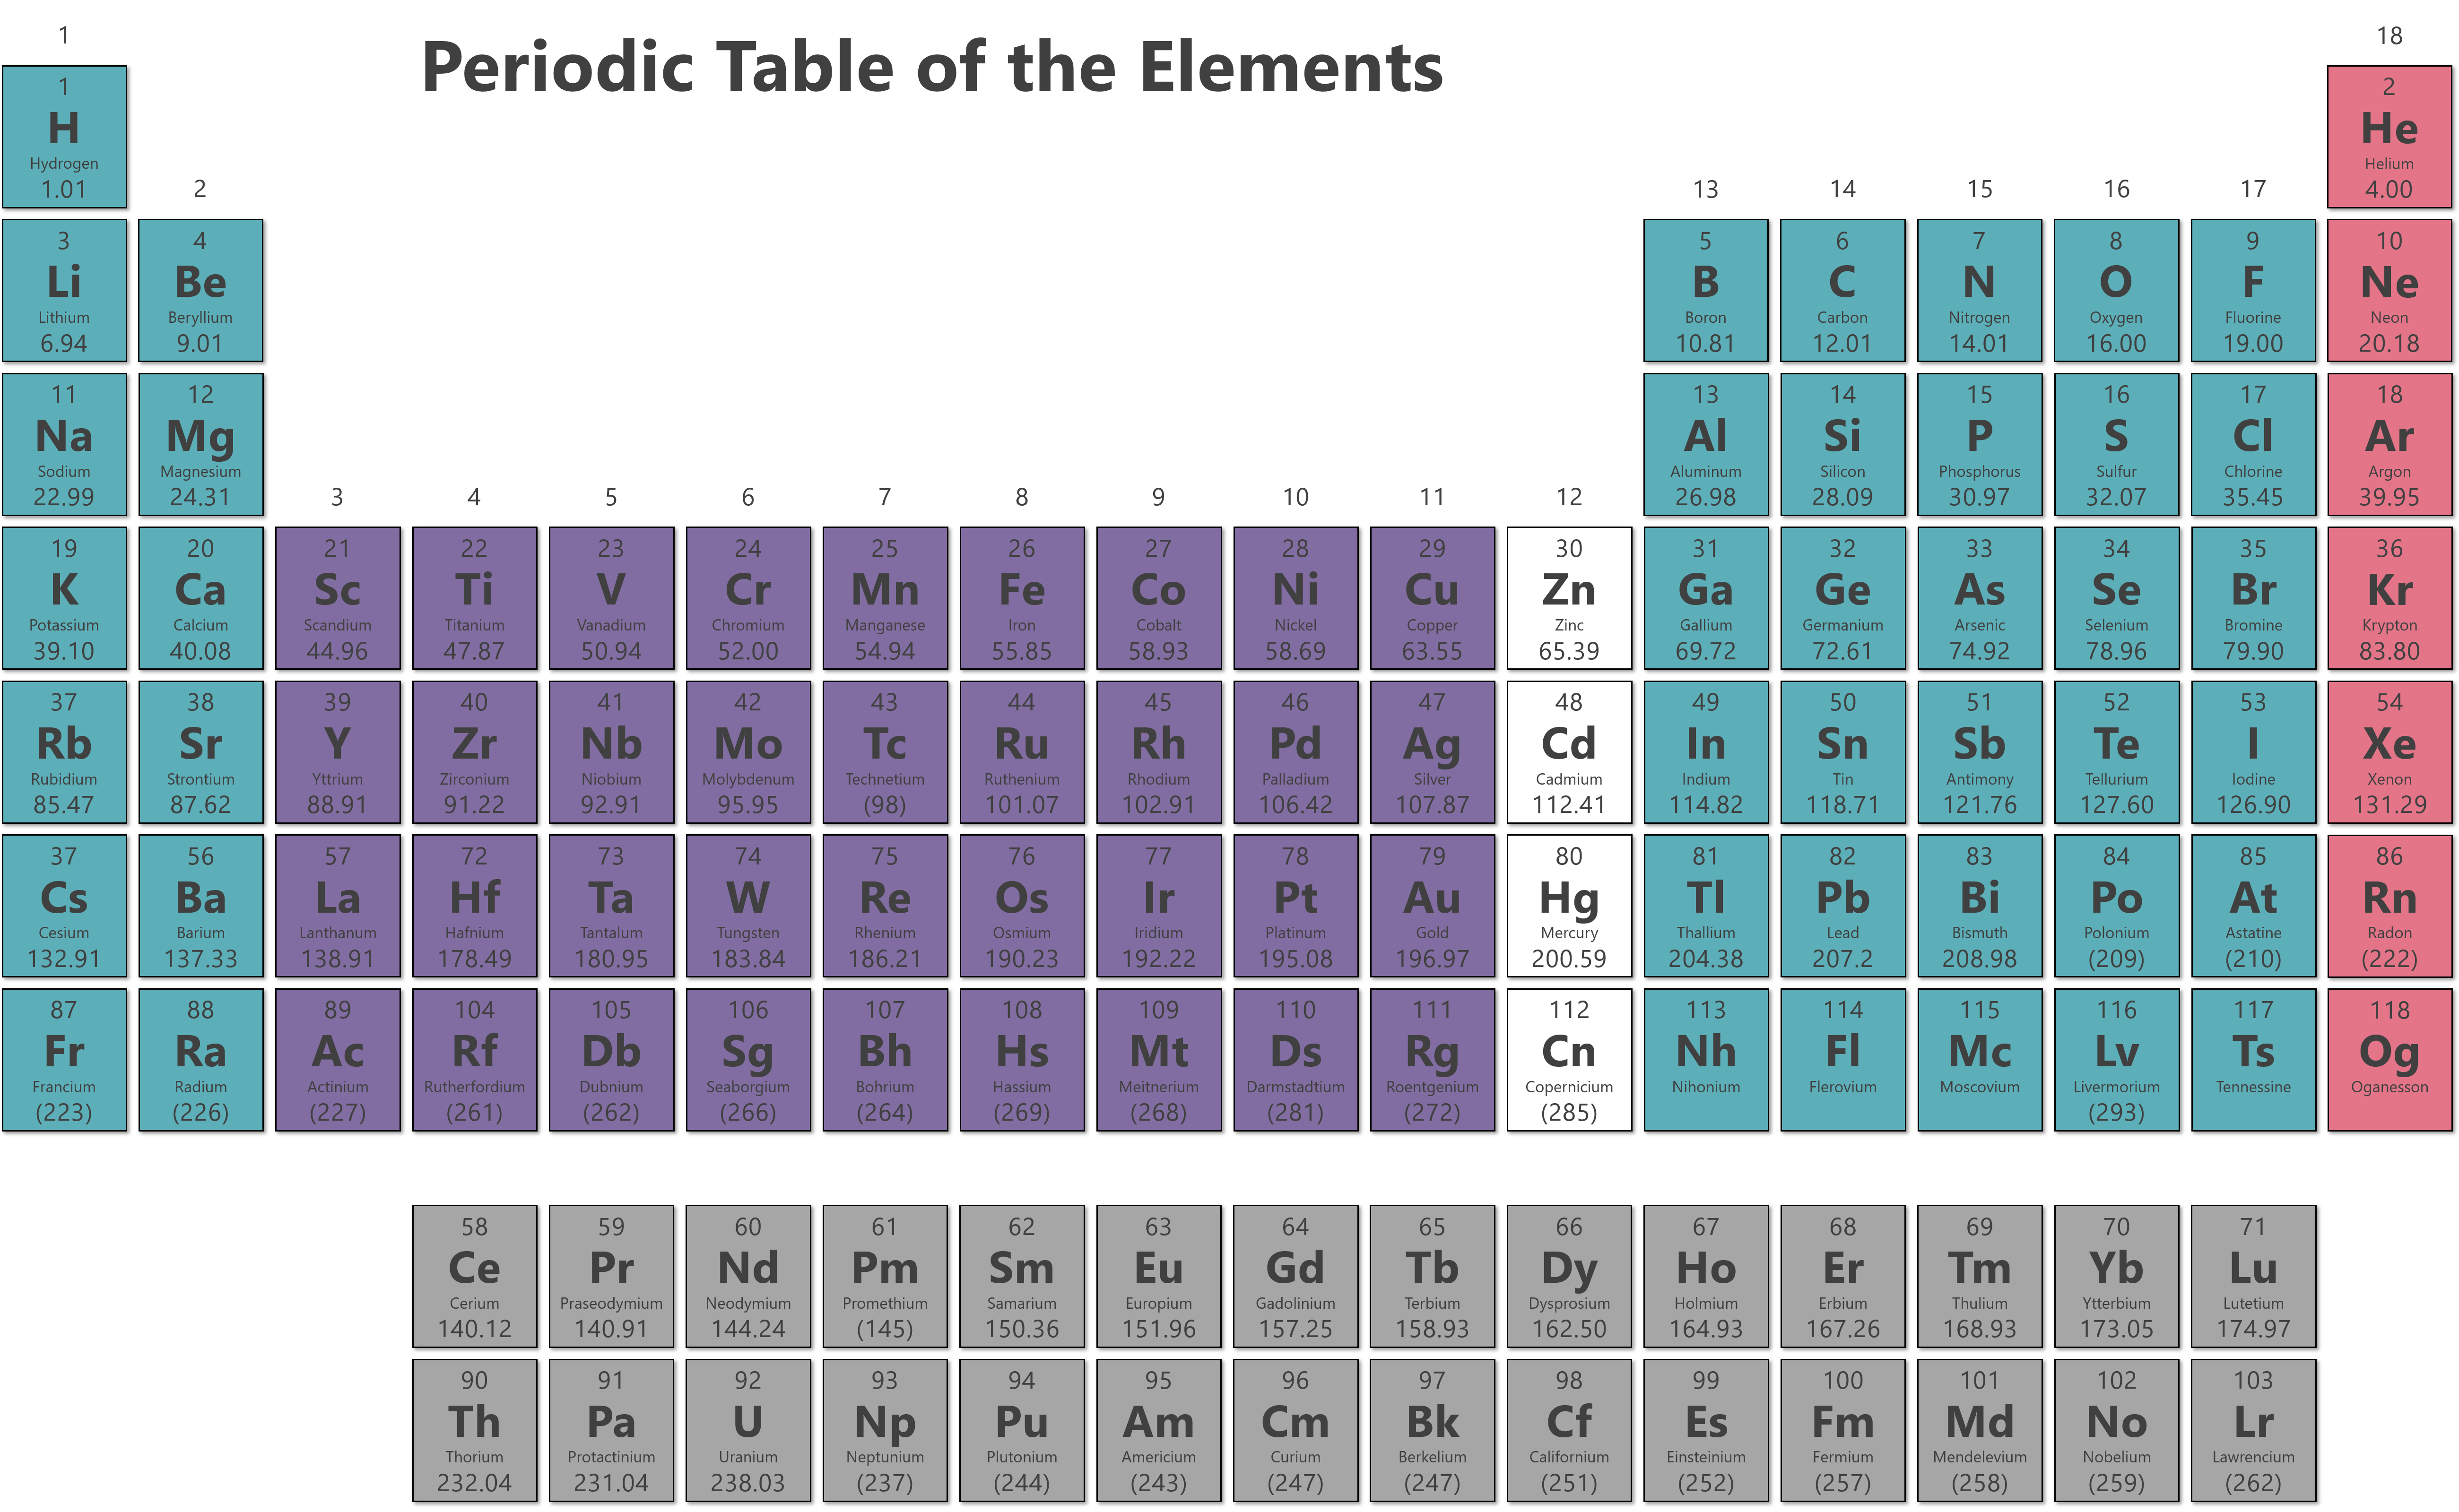 1
Periodic Table of the Elements
18
1
H
Hydrogen
1.01
2
He
Helium
4.00
2
13
14
15
16
17
3
Li
Lithium
6.94
4
Be
Beryllium
9.01
5
B
Boron
10.81
6
C
Carbon
12.01
7
N
Nitrogen
14.01
8
O
Oxygen
16.00
9
F
Fluorine
19.00
10
Ne
Neon
20.18
11
Na
Sodium
22.99
12
Mg
Magnesium
24.31
13
Al
Aluminum
26.98
14
Si
Silicon
28.09
15
P
Phosphorus
30.97
16
S
Sulfur
32.07
17
Cl
Chlorine
35.45
18
Ar
Argon
39.95
3
4
5
6
7
8
9
10
11
12
19
K
Potassium
39.10
20
Ca
Calcium
40.08
21
Sc
Scandium
44.96
22
Ti
Titanium
47.87
23
V
Vanadium
50.94
24
Cr
Chromium
52.00
25
Mn
Manganese
54.94
26
Fe
Iron
55.85
27
Co
Cobalt
58.93
28
Ni
Nickel
58.69
29
Cu
Copper
63.55
30
Zn
Zinc
65.39
31
Ga
Gallium
69.72
32
Ge
Germanium
72.61
33
As
Arsenic
74.92
34
Se
Selenium
78.96
35
Br
Bromine
79.90
36
Kr
Krypton
83.80
37
Rb
Rubidium
85.47
38
Sr
Strontium
87.62
39
Y
Yttrium
88.91
40
Zr
Zirconium
91.22
41
Nb
Niobium
92.91
42
Mo
Molybdenum
95.95
43
Tc
Technetium
(98)
44
Ru
Ruthenium
101.07
45
Rh
Rhodium
102.91
46
Pd
Palladium
106.42
47
Ag
Silver
107.87
48
Cd
Cadmium
112.41
49
In
Indium
114.82
50
Sn
Tin
118.71
51
Sb
Antimony
121.76
52
Te
Tellurium
127.60
53
I
Iodine
126.90
54
Xe
Xenon
131.29
37
Cs
Cesium
132.91
56
Ba
Barium
137.33
57
La
Lanthanum
138.91
72
Hf
Hafnium
178.49
73
Ta
Tantalum
180.95
74
W
Tungsten
183.84
75
Re
Rhenium
186.21
76
Os
Osmium
190.23
77
Ir
Iridium
192.22
78
Pt
Platinum
195.08
79
Au
Gold
196.97
80
Hg
Mercury
200.59
81
Tl
Thallium
204.38
82
Pb
Lead
207.2
83
Bi
Bismuth
208.98
84
Po
Polonium
(209)
85
At
Astatine
(210)
86
Rn
Radon
(222)
87
Fr
Francium
(223)
88
Ra
Radium
(226)
89
Ac
Actinium
(227)
104
Rf
Rutherfordium
(261)
105
Db
Dubnium
(262)
106
Sg
Seaborgium
(266)
107
Bh
Bohrium
(264)
108
Hs
Hassium
(269)
109
Mt
Meitnerium
(268)
110
Ds
Darmstadtium
(281)
111
Rg
Roentgenium
(272)
112
Cn
Copernicium
(285)
113
Nh
Nihonium
114
Fl
Flerovium
115
Mc
Moscovium
116
Lv
Livermorium
(293)
117
Ts
Tennessine
118
Og
Oganesson
58
Ce
Cerium
140.12
59
Pr
Praseodymium
140.91
60
Nd
Neodymium
144.24
61
Pm
Promethium
(145)
62
Sm
Samarium
150.36
63
Eu
Europium
151.96
64
Gd
Gadolinium
157.25
65
Tb
Terbium
158.93
66
Dy
Dysprosium
162.50
67
Ho
Holmium
164.93
68
Er
Erbium
167.26
69
Tm
Thulium
168.93
70
Yb
Ytterbium
173.05
71
Lu
Lutetium
174.97
90
Th
Thorium
232.04
91
Pa
Protactinium
231.04
92
U
Uranium
238.03
93
Np
Neptunium
(237)
94
Pu
Plutonium
(244)
95
Am
Americium
(243)
96
Cm
Curium
(247)
97
Bk
Berkelium
(247)
98
Cf
Californium
(251)
99
Es
Einsteinium
(252)
100
Fm
Fermium
(257)
101
Md
Mendelevium
(258)
102
No
Nobelium
(259)
103
Lr
Lawrencium
(262)